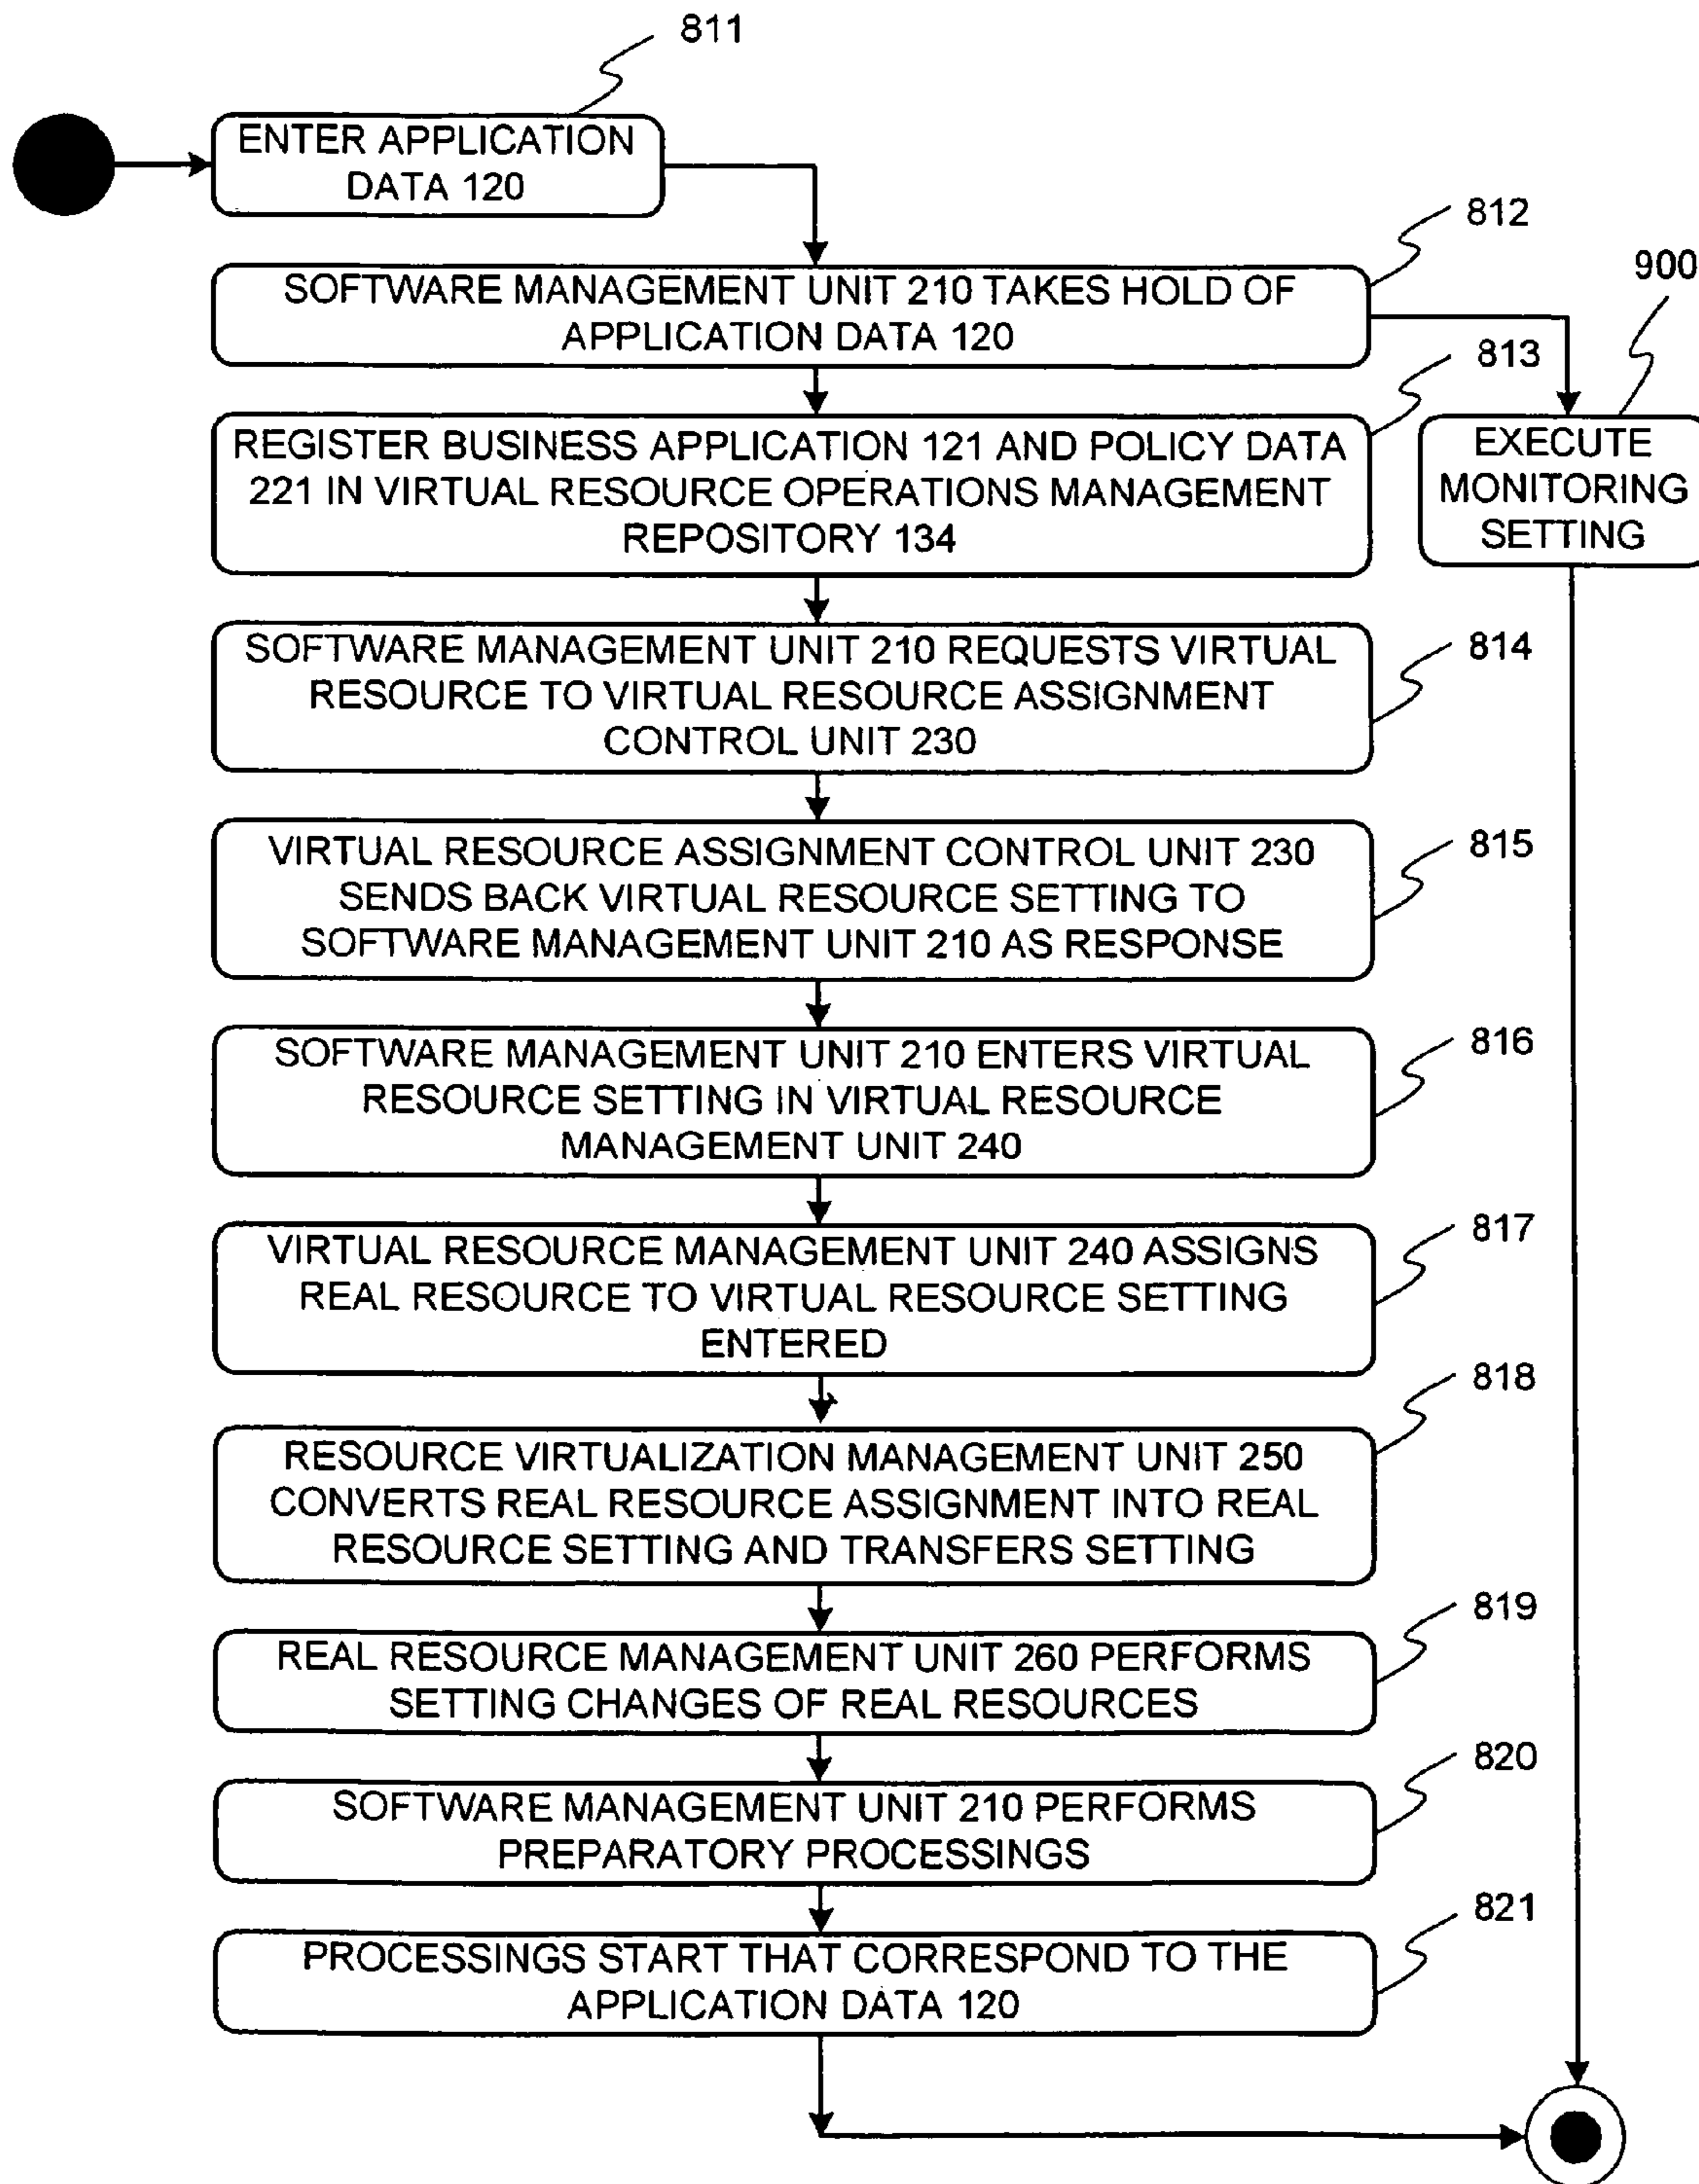 811
ENTER APPLICATION
DATA 120
812
SOFTWARE MANAGEMENT UNIT 210 TAKES HOLD OF
APPLICATION DATA 120
900
813
REGISTER BUSINESS APPLICATION 121 AND POLICY DATA
221 IN VIRTUAL RESOURCE OPERATIONS MANAGEMENT
REPOSITORY 134
EXECUTE
MONITORING
SETTING
814
SOFTWARE MANAGEMENT UNIT 210 REQUESTS VIRTUAL
RESOURCE TO VIRTUAL RESOURCE ASSIGNMENT
CONTROL UNIT 230
815
VIRTUAL RESOURCE ASSIGNMENT CONTROL UNIT 230
SENDS BACK VIRTUAL RESOURCE SETTING TO
SOFTWARE MANAGEMENT UNIT 210 AS RESPONSE
816
SOFTWARE MANAGEMENT UNIT 210 ENTERS VIRTUAL
RESOURCE SETTING IN VIRTUAL RESOURCE
MANAGEMENT UNIT 240
817
VIRTUAL RESOURCE MANAGEMENT UNIT 240 ASSIGNS
REAL RESOURCE TO VIRTUAL RESOURCE SETTING
ENTERED
818
RESOURCE VIRTUALIZATION MANAGEMENT UNIT 250
CONVERTS REAL RESOURCE ASSIGNMENT INTO REAL
RESOURCE SETTING AND TRANSFERS SETTING
819
REAL RESOURCE MANAGEMENT UNIT 260 PERFORMS
SETTING CHANGES OF REAL RESOURCES
820
SOFTWARE MANAGEMENT UNIT 210 PERFORMS
PREPARATORY PROCESSINGS
821
PROCESSINGS START THAT CORRESPOND TO THE
APPLICATION DATA 120